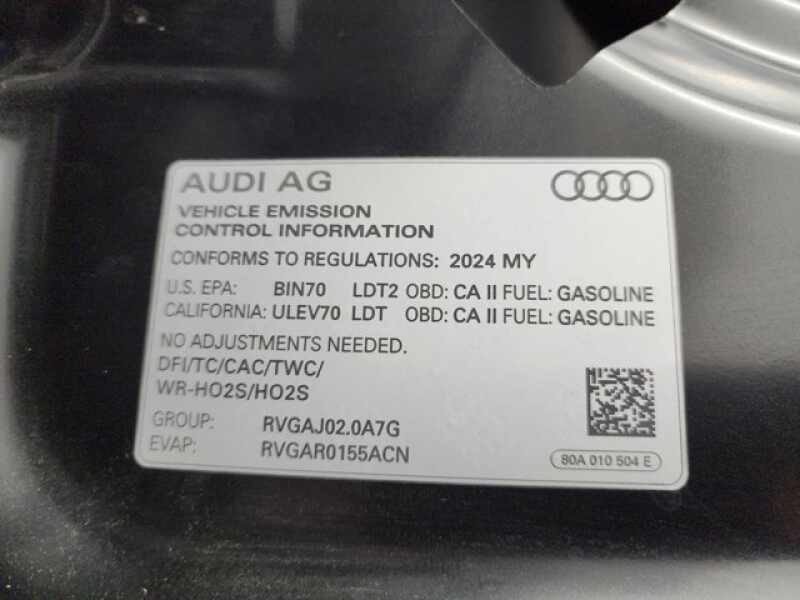 AUDI AG
VEHICLE EMISSION
CONTROL INFORMATION
CONFORMS TO REGULATIONS: 2024 MY
U.S. EPA: BIN70 LDT2 OBD: CA II FUEL: GASOLINE
CALIFORNIA: ULEV70 LDT OBD: CA II FUEL: GASOLINE
NO ADJUSTMENTS NEEDED.
DFI/TC/CAC/TWC/
WR-HO2S/HO2S
GROUP: RVGAJ02.0A7G
EVAP: RVGAR0155ACN
80A 010 504 E